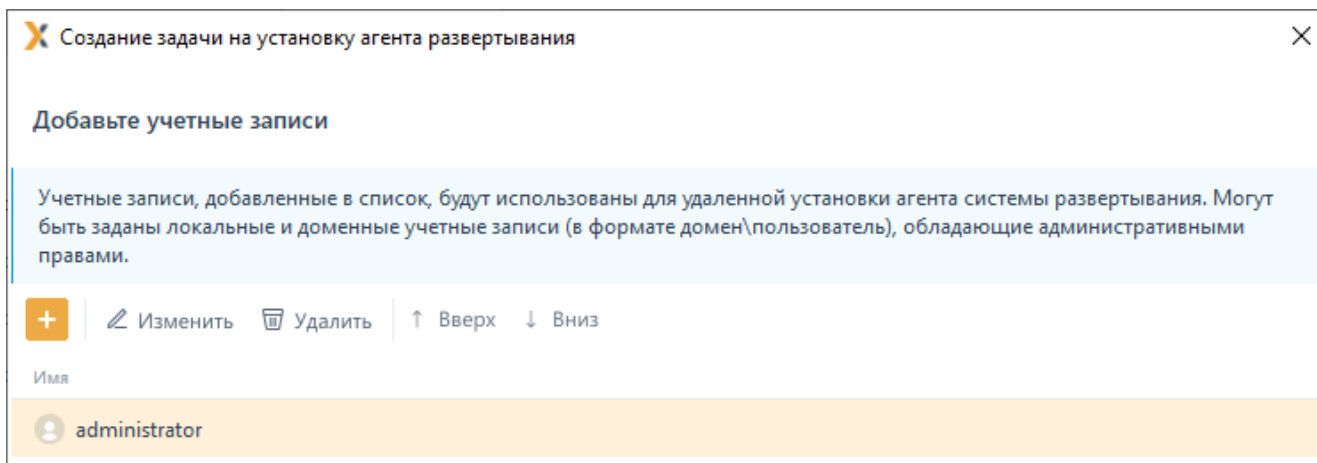 Создание задачи на установку агента развертывания
Добавьте учетные записи
Учетные записи, добавленные в список, будут использованы для удаленной установки агента системы развертывания. Могут
быть заданы локальные и доменные учетные записи (в формате домен\пользователь), обладающие административными
правами.
+ Изменить Удалить ↑ Вверх ↓ Вниз
Имя
administrator